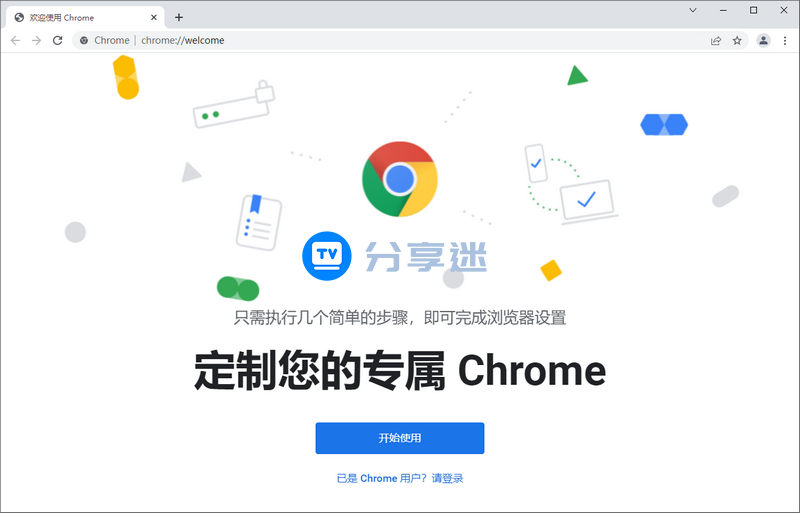 欢迎使用 Chrome
Chrome | chrome://welcome
TV 分享迷
只需执行几个简单的步骤，即可完成浏览器设置
定制您的专属 Chrome
开始使用
已是 Chrome 用户？请登录